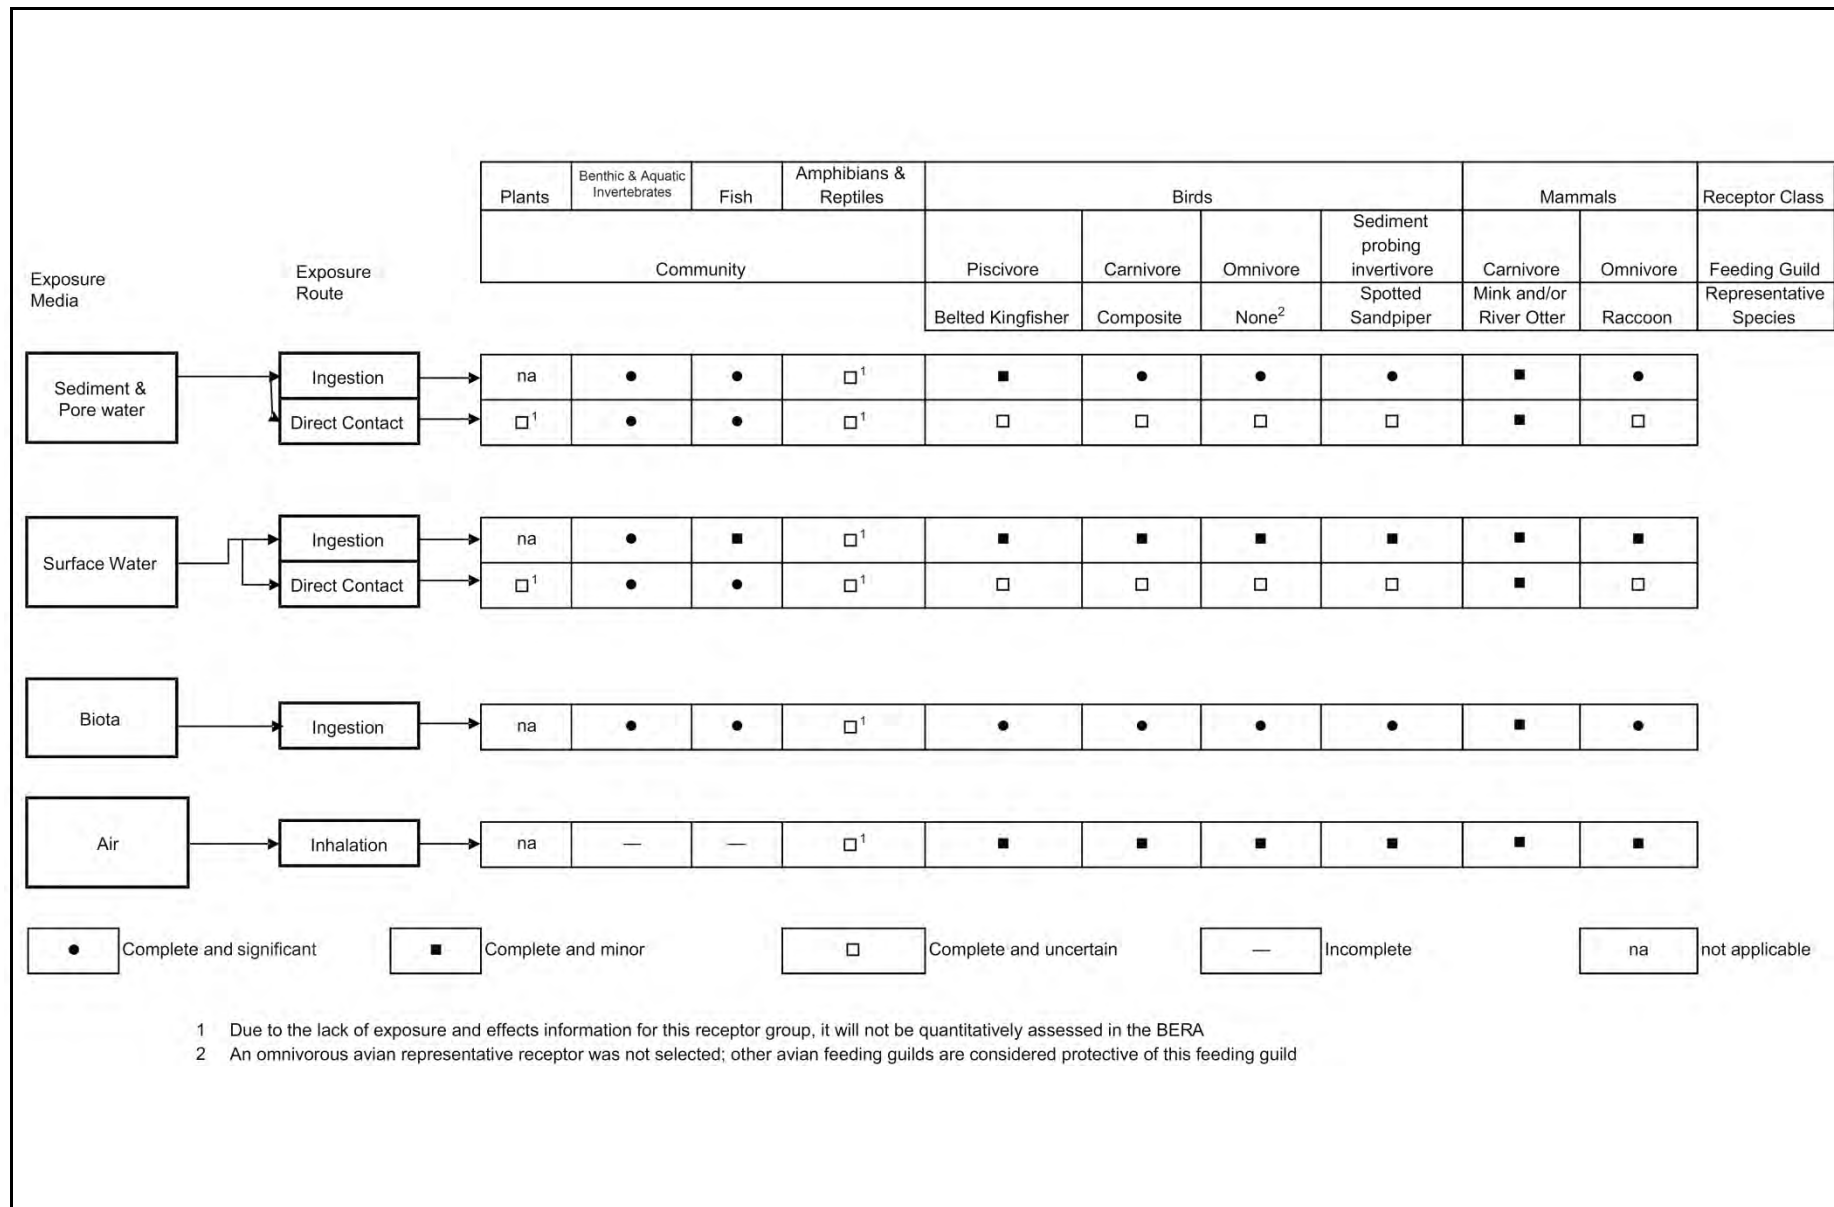 Plants Benthic & Aquatic Invertebrates Fish Amphibians & Reptiles Birds Mammals Receptor Class
Community Piscivore Carnivore Omnivore Sediment probing invertivore Carnivore Omnivore Feeding Guild
Belted Kingfisher Composite None2 Spotted Sandpiper Mink and/or River Otter Raccoon Representative Species
Exposure
Media
Exposure
Route
Sediment &
Pore water
Ingestion na ● ● □1 ■ ● ● ● ■ ●
Direct Contact □1 ● ● □1 □ □ □ □ ■ □
Surface Water
Ingestion na ● ■ □1 ■ ■ ■ ■ ■ ■
Direct Contact □1 ● ● □1 □ □ □ □ ■ □
Biota
Ingestion na ● ● □1 ● ● ● ● ■ ●
Air
Inhalation na — — □1 ■ ■ ■ ■ ■ ■
● Complete and significant ■ Complete and minor □ Complete and uncertain — Incomplete na not applicable
1 Due to the lack of exposure and effects information for this receptor group, it will not be quantitatively assessed in the BERA
2 An omnivorous avian representative receptor was not selected; other avian feeding guilds are considered protective of this feeding guild